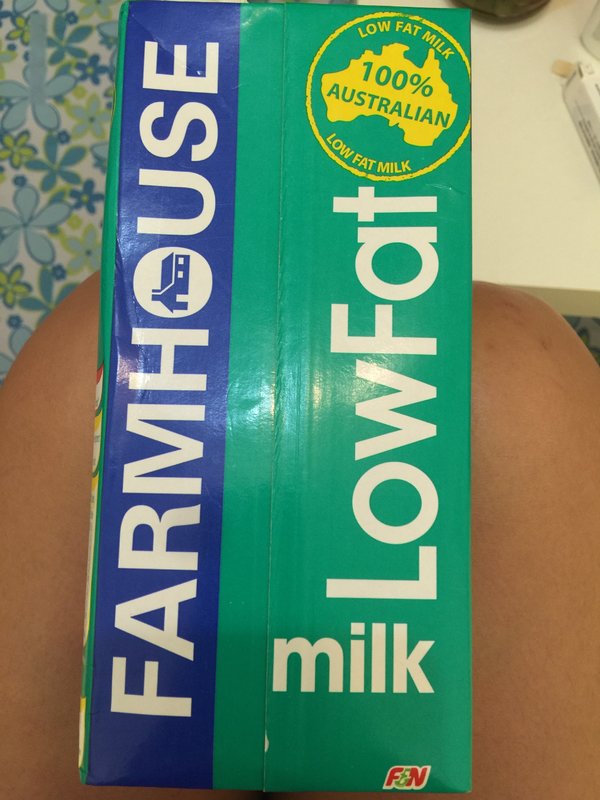 FARMHOUSE
LOW FAT MILK
100%
AUSTRALIAN
LOW FAT MILK
LowFat
milk
F&N